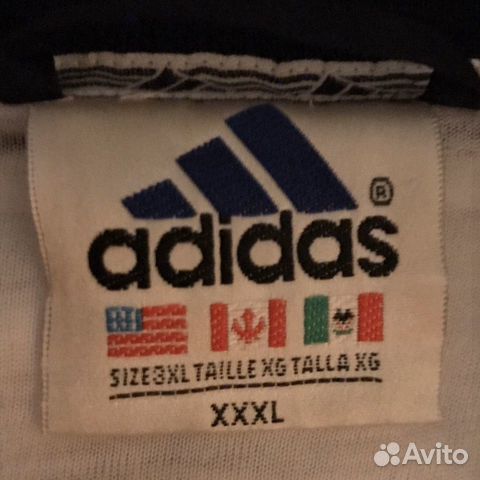 adidas®
SIZE 3XL TAILLE XG TALLA XG
XXXL
Avito